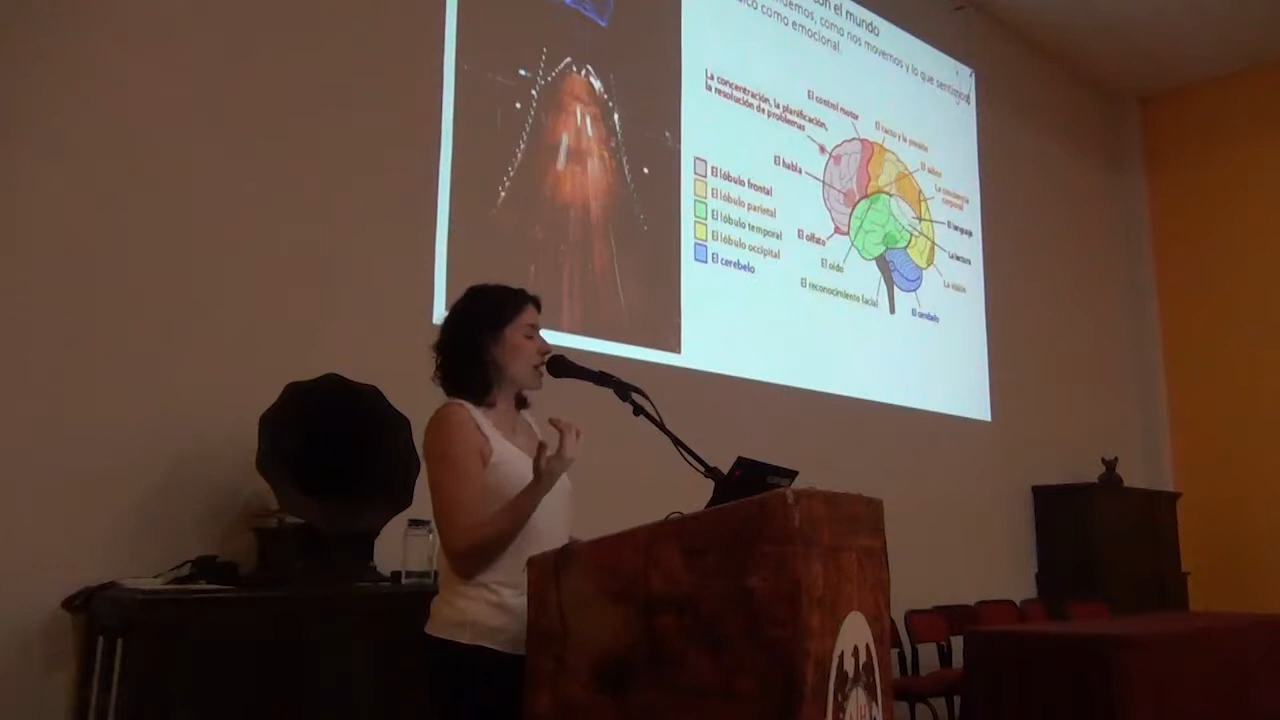 con el mundo
como nos movemos y lo que sentimos
como emocional.
La concentración, la planificación,
la resolución de problemas
El control motor
El tacto y la presión
El habla
El sabor
La conciencia
corporal
El lóbulo frontal
El lóbulo parietal
El lóbulo temporal
El lóbulo occipital
El cerebelo
El olfato
El oído
El reconocimiento facial
El lenguaje
La lectura
La visión
El cerebelo